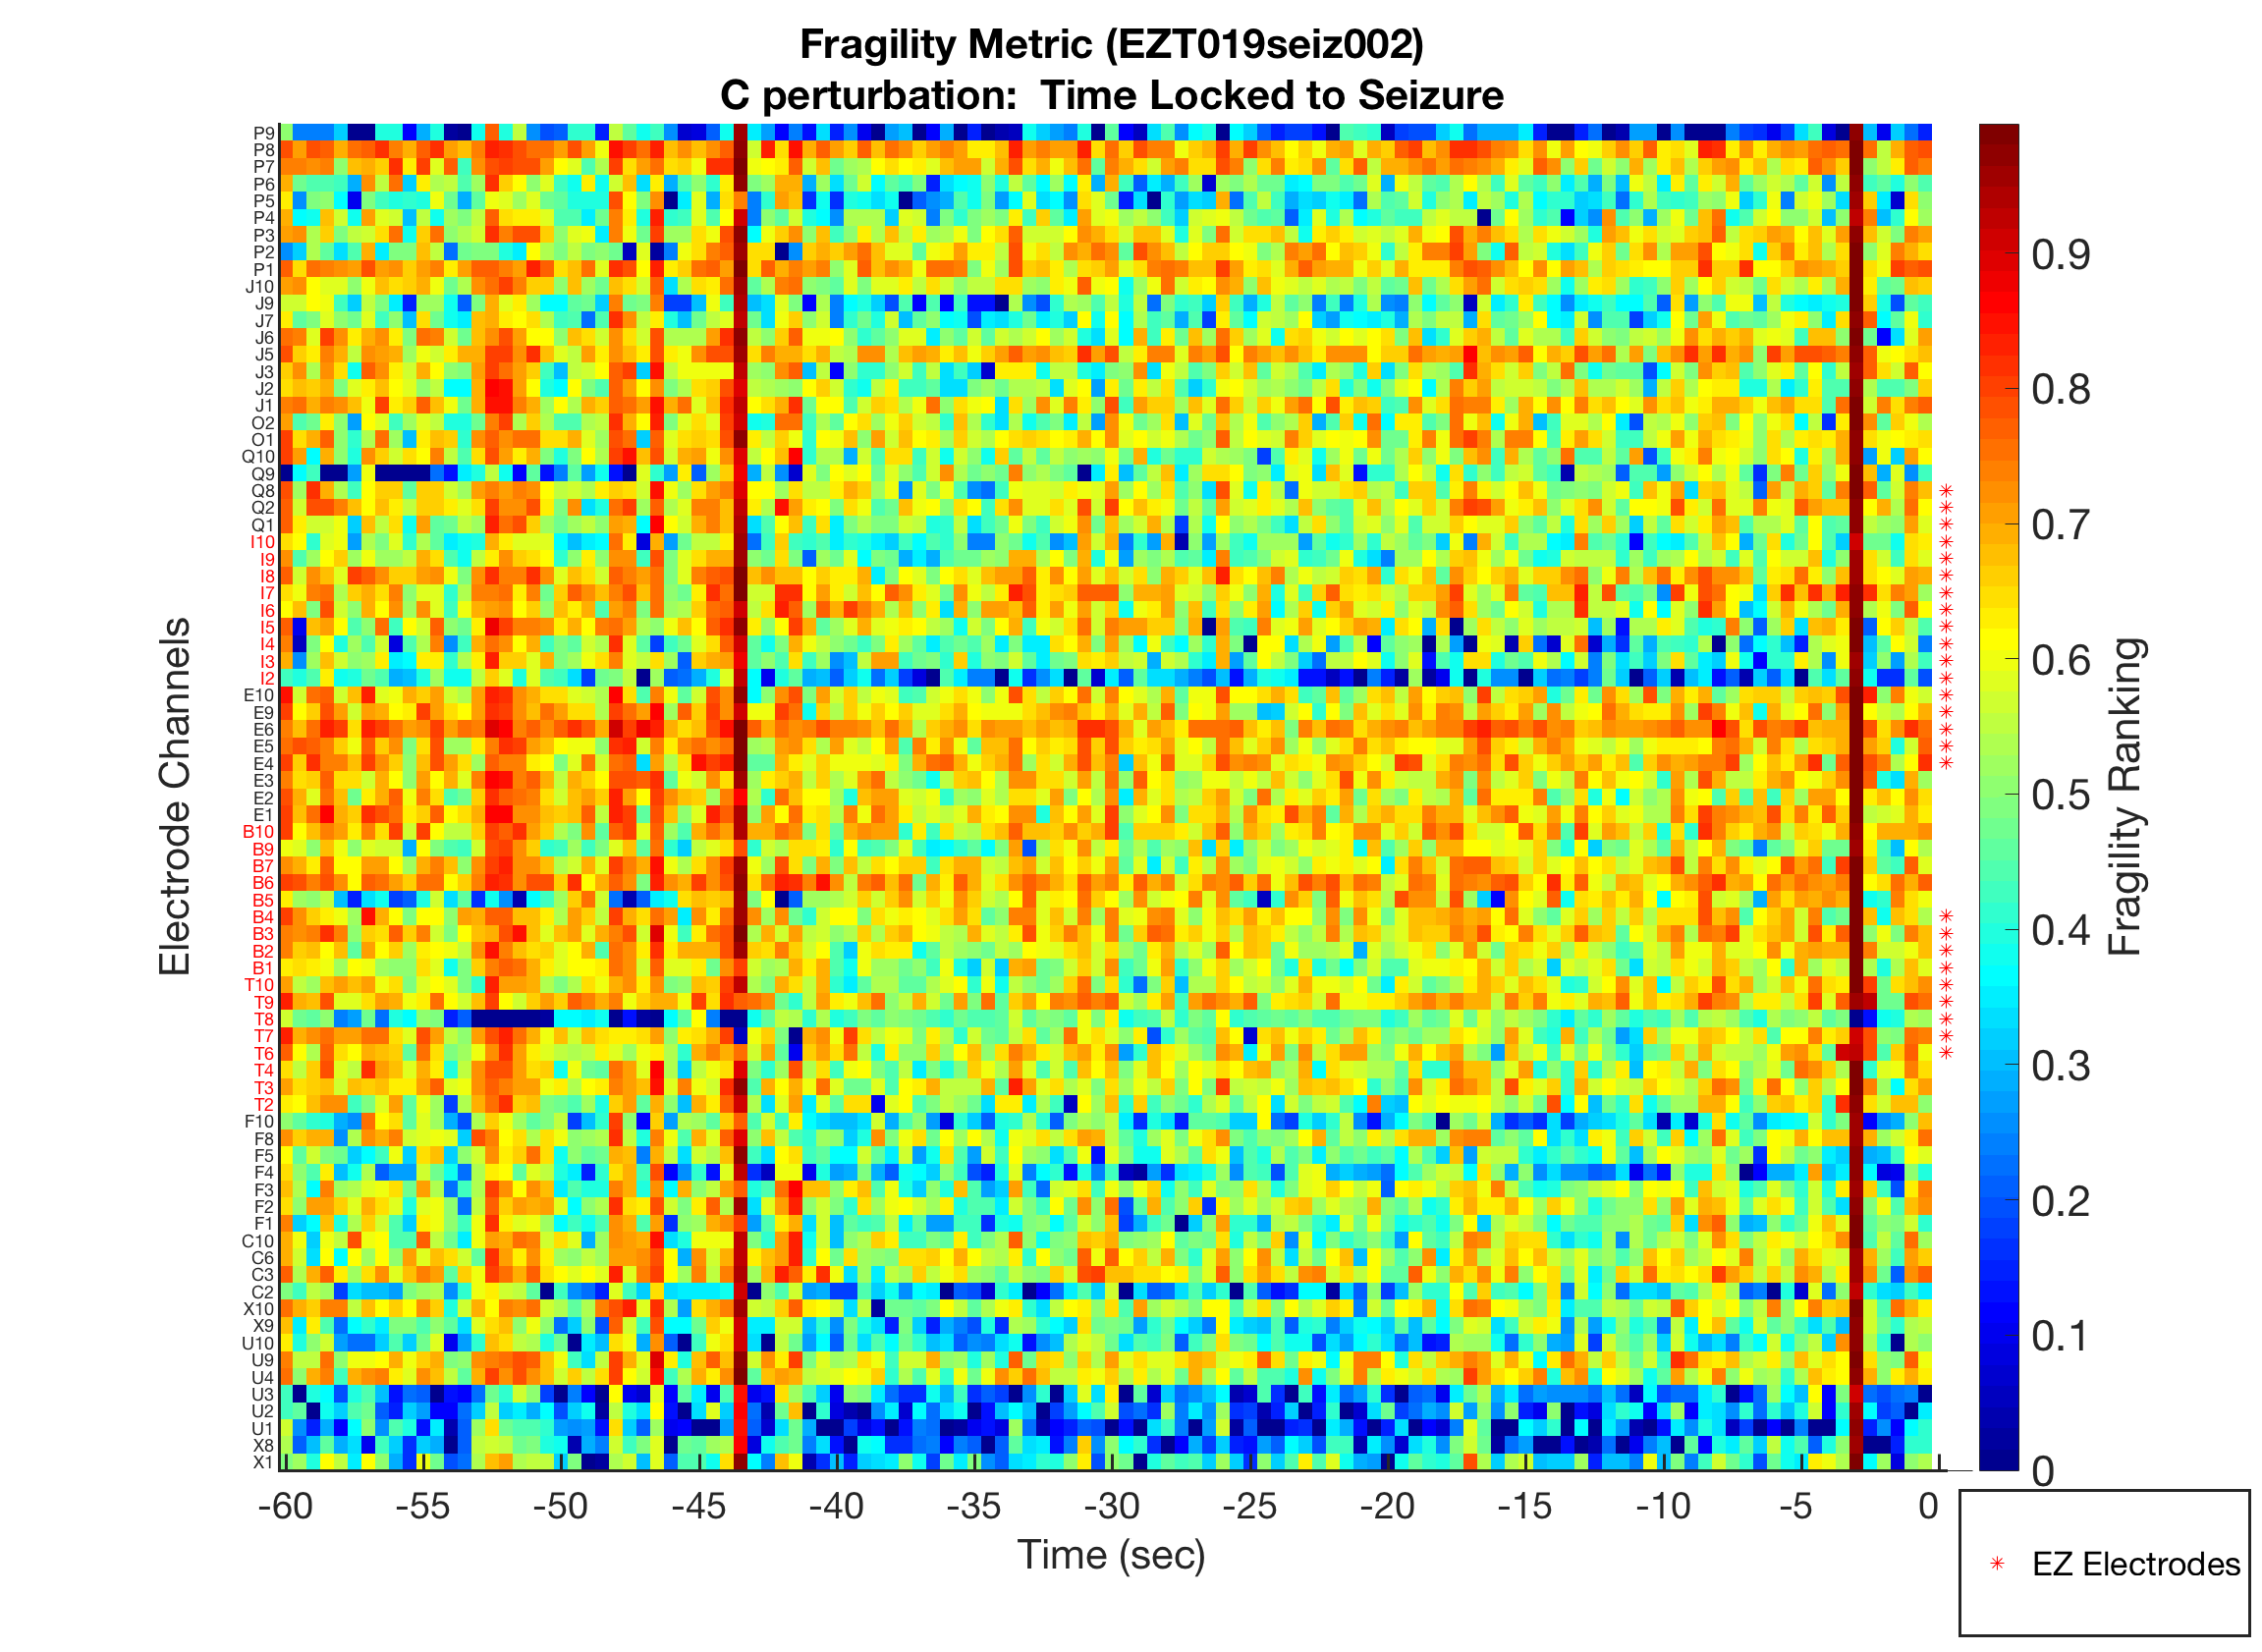 Fragility Metric (EZT019seiz002)
C perturbation:  Time Locked to Seizure
Electrode Channels
P9
P8
P7
P6
P5
P4
P3
P2
P1
J10
J9
J7
J6
J5
J3
J2
J1
O2
O1
Q10
Q9
Q8
Q2
Q1
I10
I9
I8
I7
I6
I5
I4
I3
I2
E10
E9
E6
E5
E4
E3
E2
E1
B10
B9
B7
B6
B5
B4
B3
B2
B1
T10
T9
T8
T7
T6
T4
T3
T2
F10
F8
F5
F4
F3
F2
F1
C10
C6
C3
C2
X10
X9
U10
U9
U4
U3
U2
U1
X8
X1
-60 -55 -50 -45 -40 -35 -30 -25 -20 -15 -10 -5 0
Time (sec)
0.9
0.8
0.7
0.6
0.5
0.4
0.3
0.2
0.1
0
Fragility Ranking
EZ Electrodes